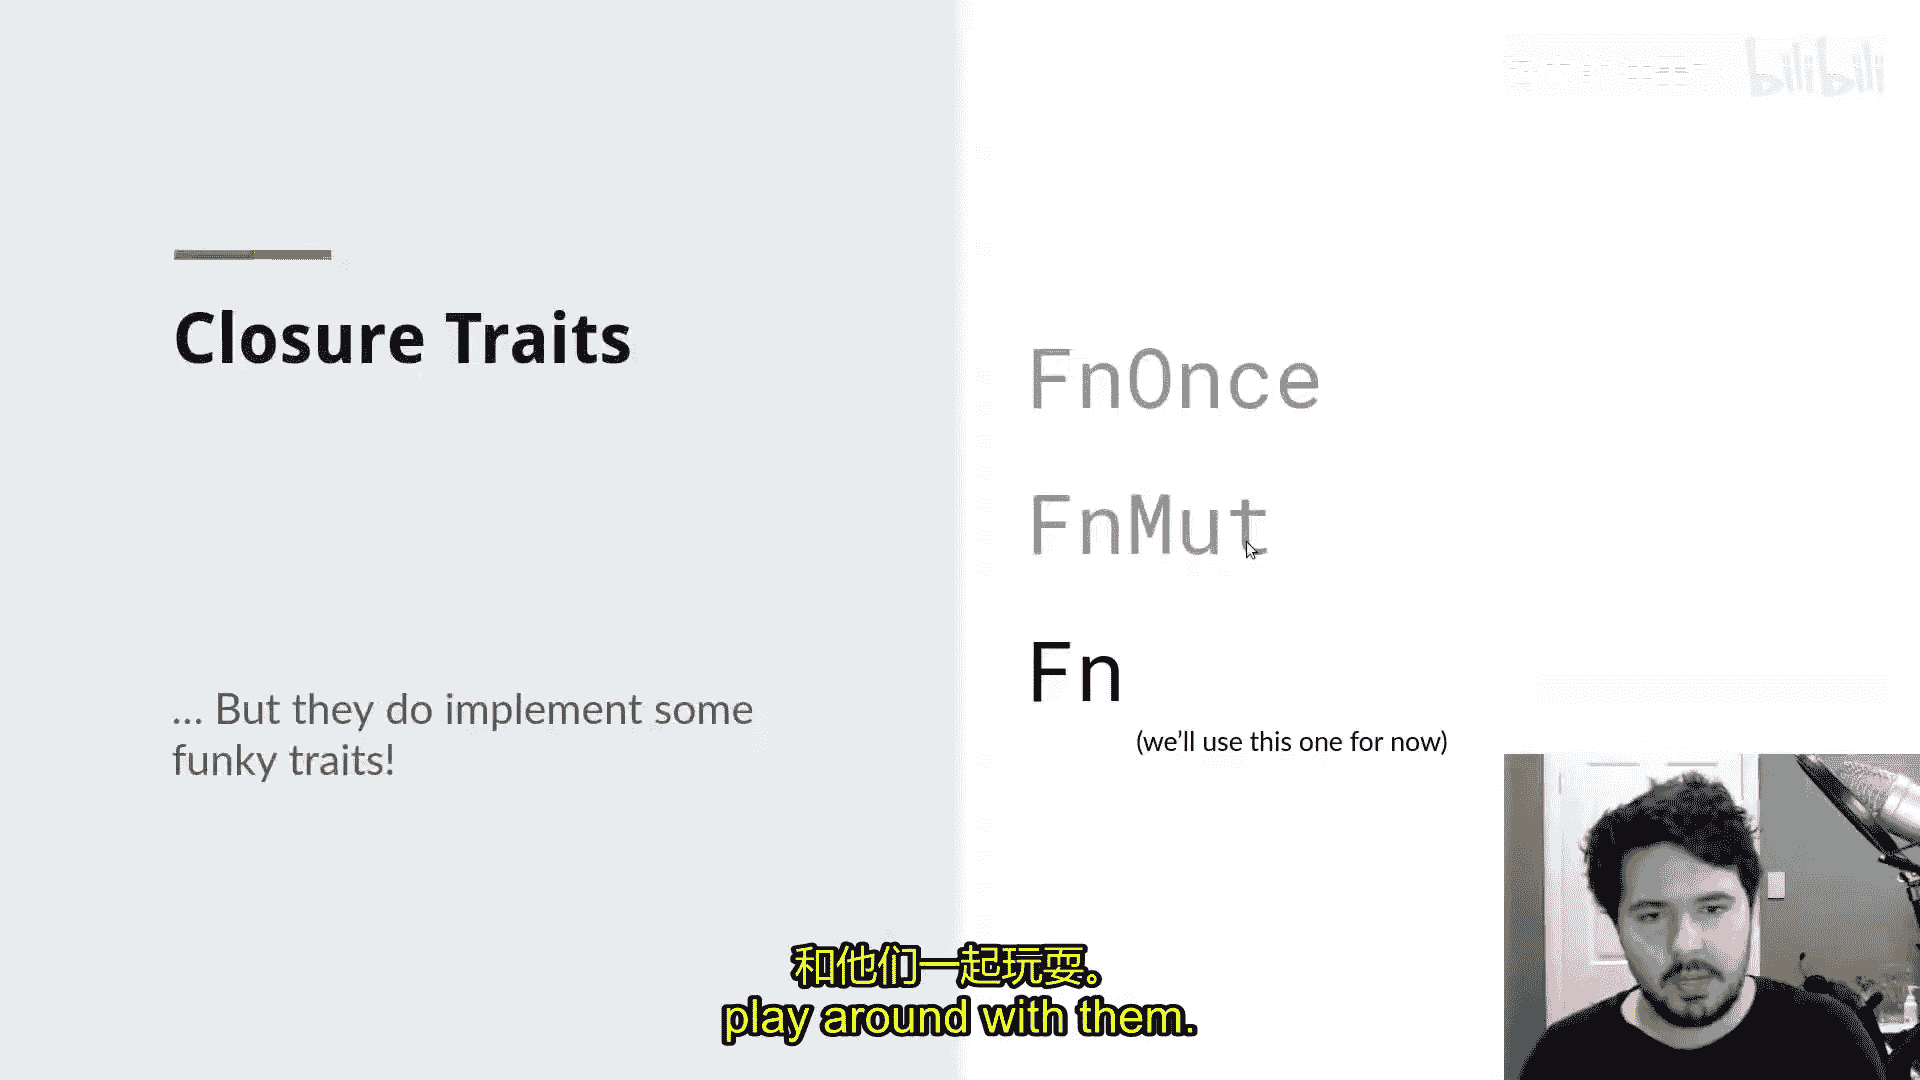 bilibili
Closure Traits
... But they do implement some
funky traits!
FnOnce
FnMut
Fn
(we'll use this one for now)
和他们一起玩耍。
play around with them.